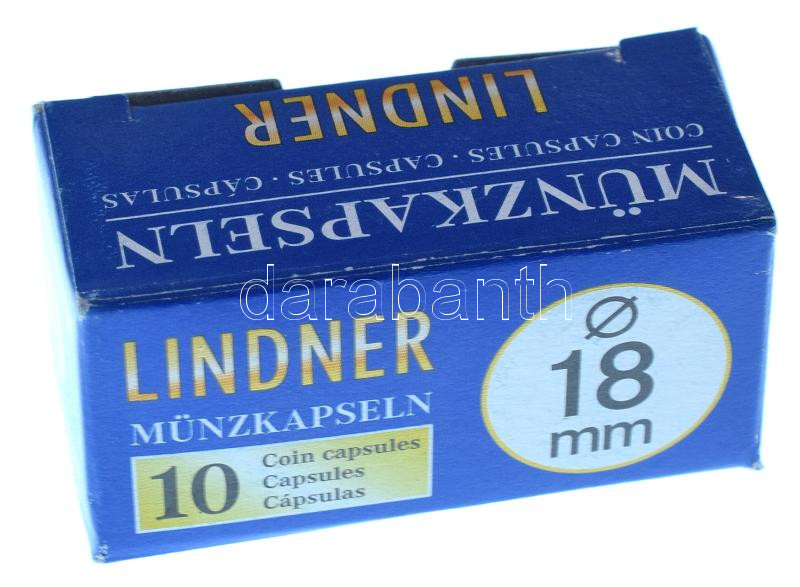 LINDNER
COIN CAPSULES · CAPSULES · CÁPSULAS
MÜNZKAPSELN
darabanth
LINDNER
MÜNZKAPSELN
10
Coin capsules
Capsules
Cápsulas
Ø
18
mm